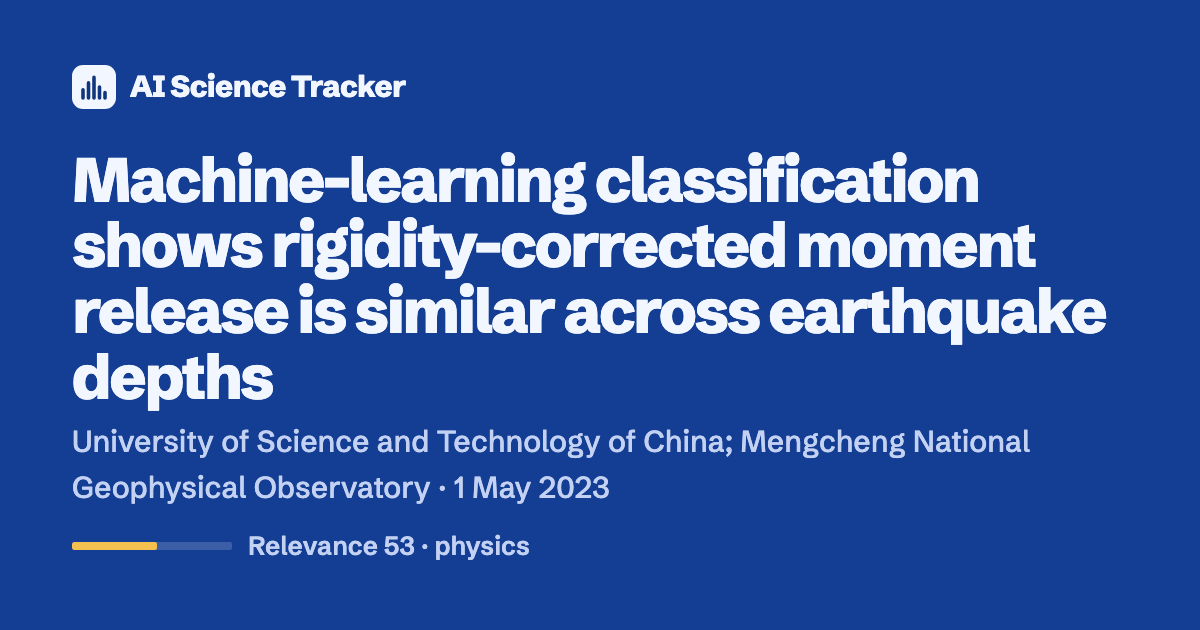 AI Science Tracker
Machine-learning classification
shows rigidity-corrected moment
release is similar across earthquake
depths
University of Science and Technology of China; Mengcheng National
Geophysical Observatory · 1 May 2023
Relevance 53 · physics